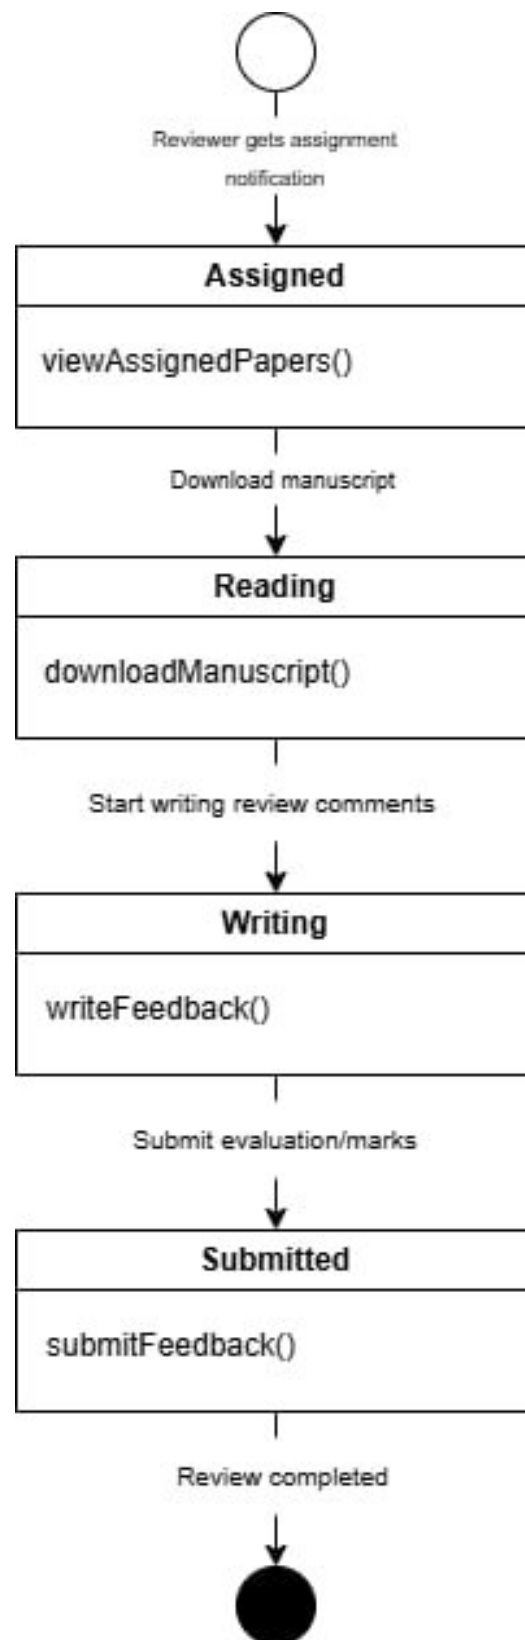 Reviewer gets assignment
notification
Assigned
viewAssignedPapers()
Download manuscript
Reading
downloadManuscript()
Start writing review comments
Writing
writeFeedback()
Submit evaluation/marks
Submitted
submitFeedback()
Review completed